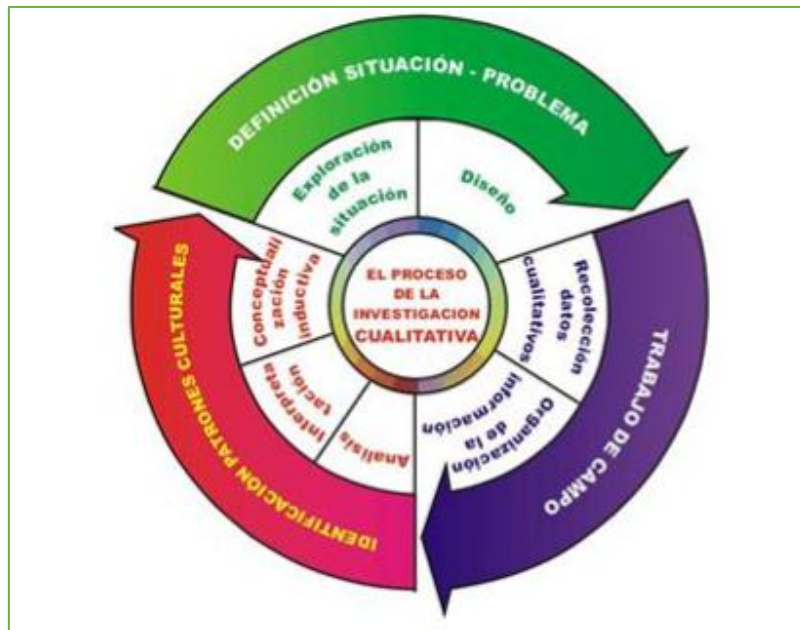 DEFINICIÓN SITUACIÓN - PROBLEMA
Exploración
de la
situación
Diseño
TRABAJO DE CAMPO
Recolección
datos
cualitativos
Organización
de la
información
IDENTIFICACIÓN PATRONES CULTURALES
Analisis
Interpreta
tación
Conceptuali
zación
inductiva
EL PROCESO
DE LA
INVESTIGACION
CUALITATIVA